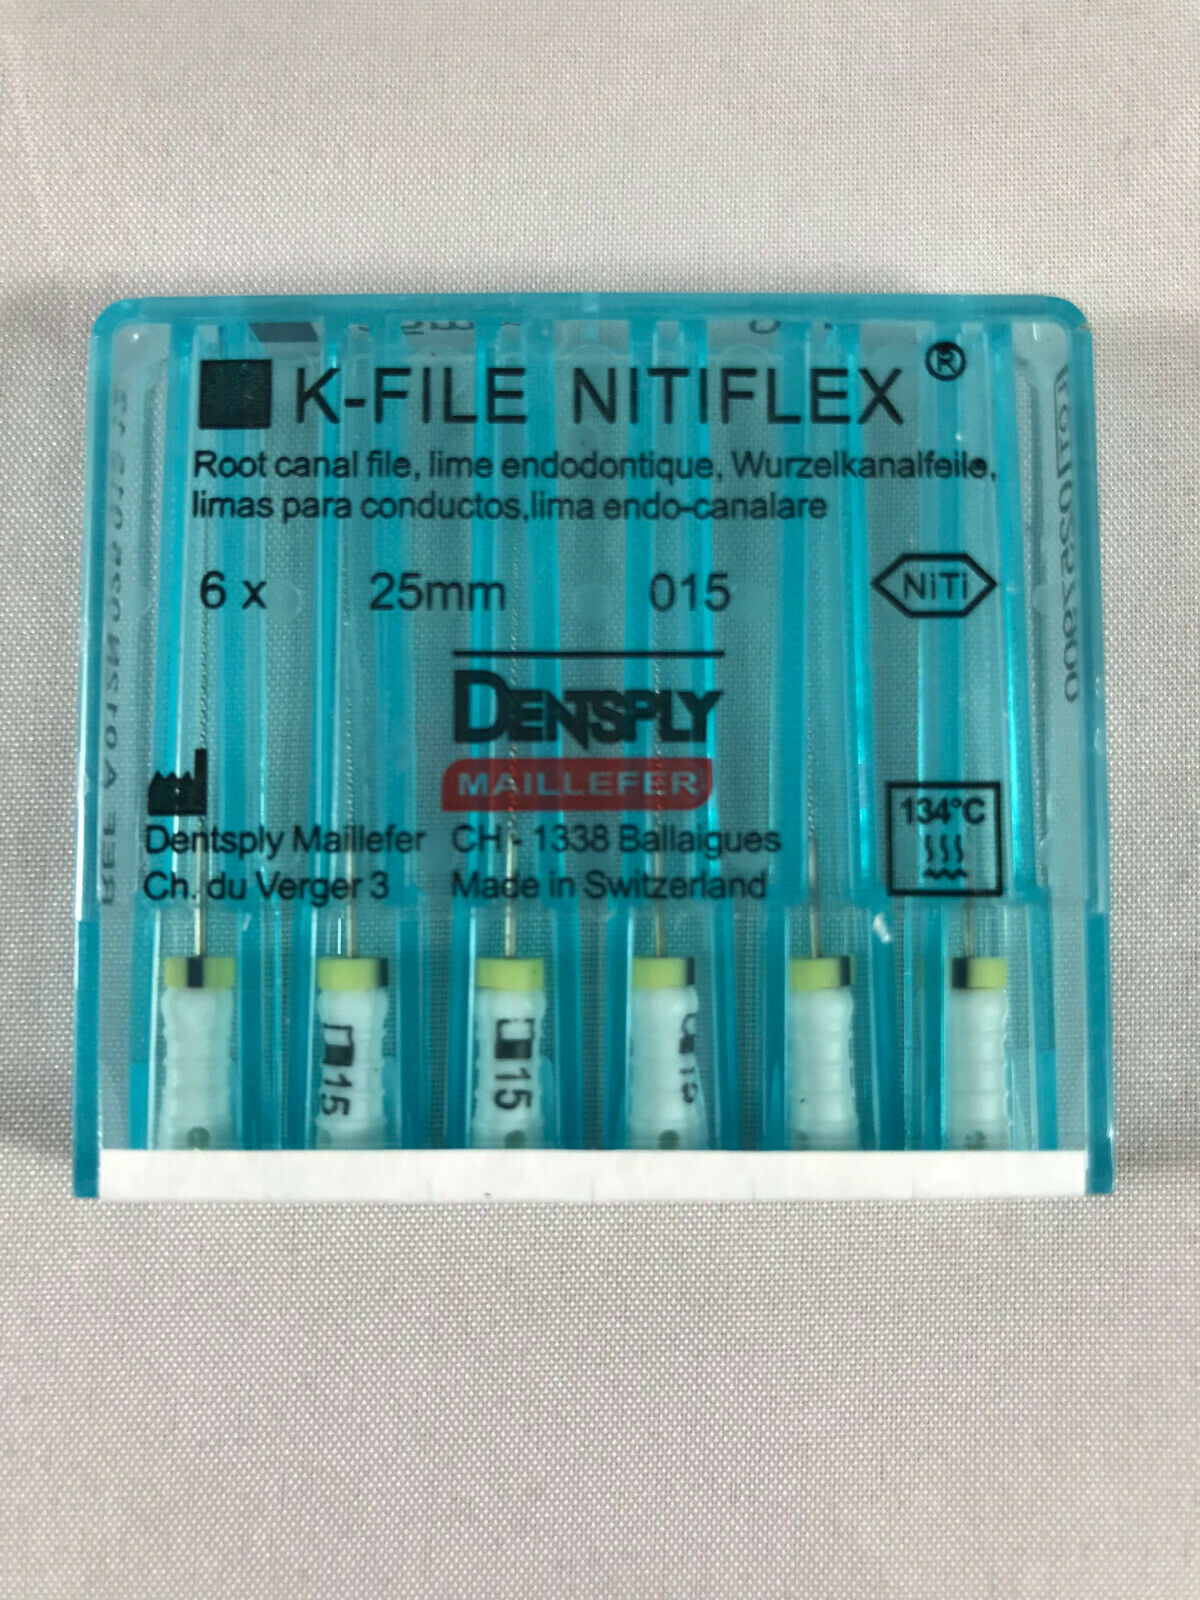 K-FILE NITIFLEX ®
Root canal file, lime endodontique, Wurzelkanalfeile,
limas para conductos,lima endo-canalare
6 x 25mm 015 NiTi
DENTSPLY
MAILLEFER
134°C
Dentsply Maillefer CH - 1338 Ballaigues
Ch. du Verger 3 Made in Switzerland
15
15
15